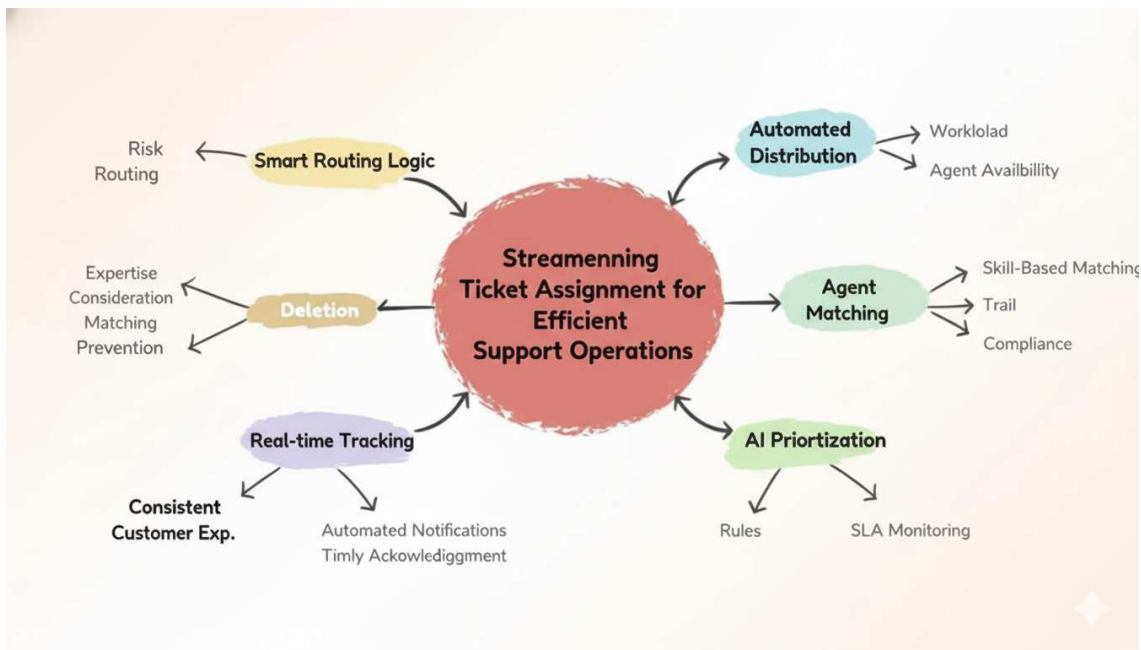 Risk
Routing
Smart Routing Logic
Automated
Distribution
Worklolad
Agent Availbility
Streamenning
Ticket Assignment for
Efficient
Support Operations
Expertise
Consideration
Matching
Prevention
Deletion
Agent
Matching
Skill-Based Matching
Trail
Compliance
Real-time Tracking
Consistent
Customer Exp.
Automated Notifications
Timly Ackowlediggment
AI Priortization
Rules
SLA Monitoring